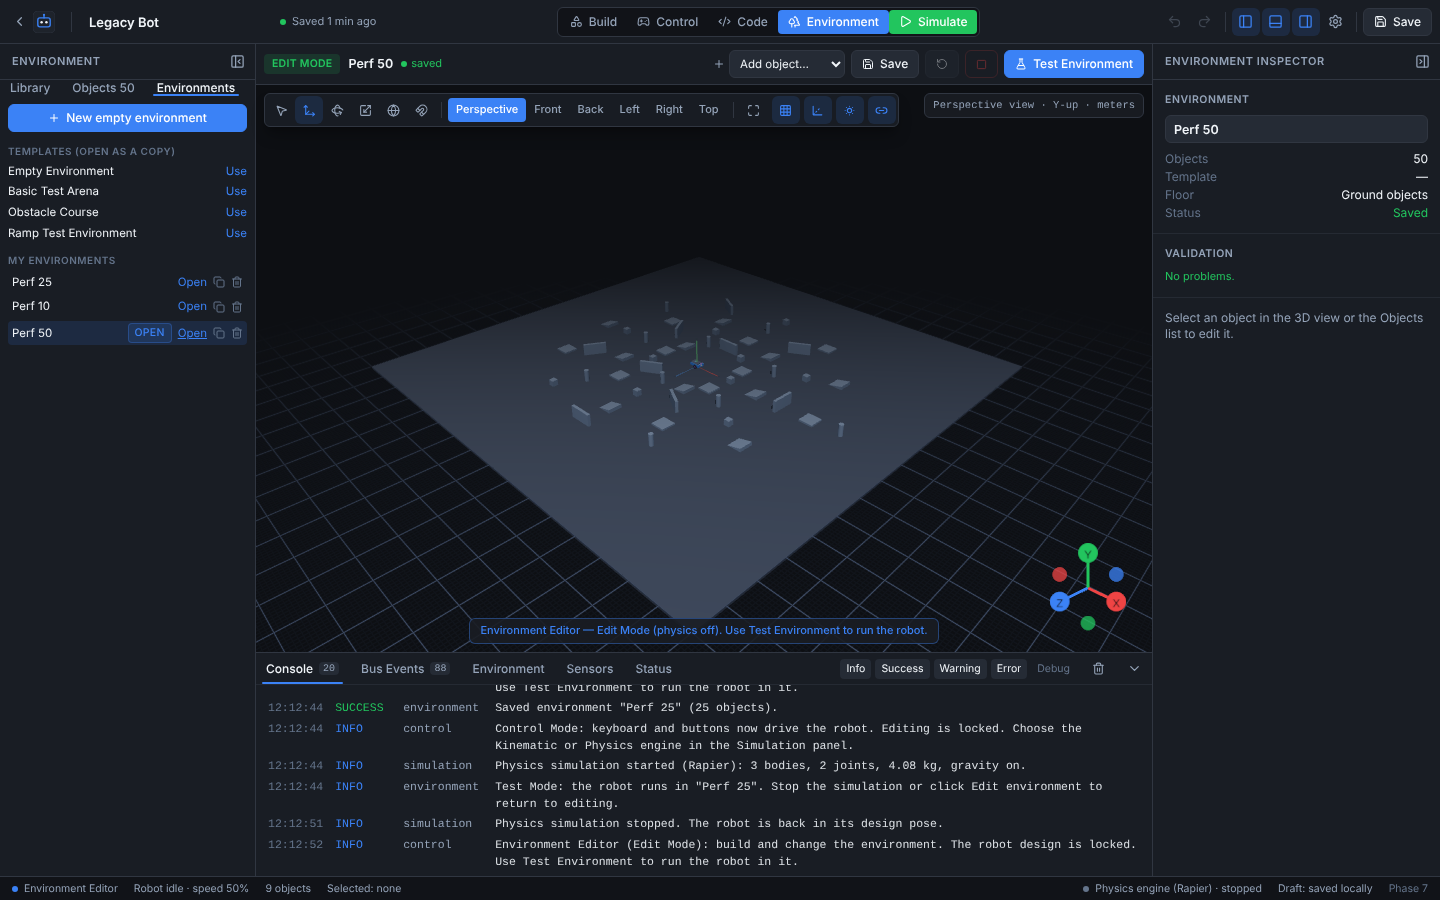 Legacy Bot
Saved 1 min ago
Build
Control
Code
Environment
Simulate
Save
ENVIRONMENT
Library
Objects 50
Environments
New empty environment
TEMPLATES (OPEN AS A COPY)
Empty Environment Use
Basic Test Arena Use
Obstacle Course Use
Ramp Test Environment Use
MY ENVIRONMENTS
Perf 25 Open
Perf 10 Open
Perf 50 OPEN Open
EDIT MODE
Perf 50
saved
Add object...
Save
Test Environment
Perspective
Front
Back
Left
Right
Top
Perspective view · Y-up · meters
Y
Z
X
Environment Editor — Edit Mode (physics off). Use Test Environment to run the robot.
ENVIRONMENT INSPECTOR
ENVIRONMENT
Perf 50
Objects 50
Template —
Floor Ground objects
Status Saved
VALIDATION
No problems.
Select an object in the 3D view or the Objects
list to edit it.
Console 20
Bus Events 88
Environment
Sensors
Status
Info
Success
Warning
Error
Debug
Use Test Environment to run the robot in it.
12:12:44 SUCCESS environment Saved environment "Perf 25" (25 objects).
12:12:44 INFO control Control Mode: keyboard and buttons now drive the robot. Editing is locked. Choose the
Kinematic or Physics engine in the Simulation panel.
12:12:44 INFO simulation Physics simulation started (Rapier): 3 bodies, 2 joints, 4.08 kg, gravity on.
12:12:44 INFO environment Test Mode: the robot runs in "Perf 25". Stop the simulation or click Edit environment to
return to editing.
12:12:51 INFO simulation Physics simulation stopped. The robot is back in its design pose.
12:12:52 INFO control Environment Editor (Edit Mode): build and change the environment. The robot design is locked.
Use Test Environment to run the robot in it.
Environment Editor
Robot idle · speed 50%
9 objects
Selected: none
Physics engine (Rapier) · stopped
Draft: saved locally
Phase 7